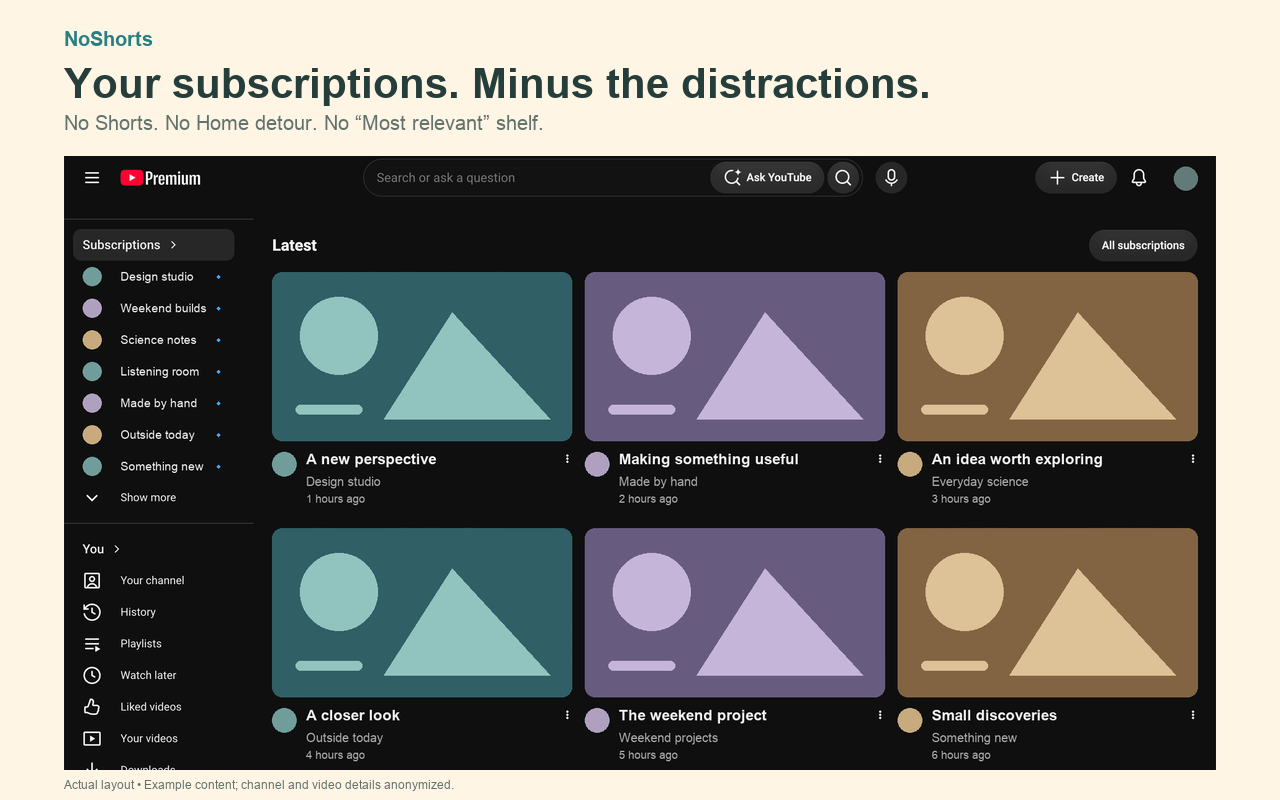 NoShorts
Your subscriptions. Minus the distractions.
No Shorts. No Home detour. No “Most relevant” shelf.
Premium
Search or ask a question
Ask YouTube
Create
Subscriptions
Design studio
Weekend builds
Science notes
Listening room
Made by hand
Outside today
Something new
Show more
You
Your channel
History
Playlists
Watch later
Liked videos
Your videos
Downloads
Latest
All subscriptions
A new perspective
Design studio
1 hours ago
Making something useful
Made by hand
2 hours ago
An idea worth exploring
Everyday science
3 hours ago
A closer look
Outside today
4 hours ago
The weekend project
Weekend projects
5 hours ago
Small discoveries
Something new
6 hours ago
Actual layout • Example content; channel and video details anonymized.